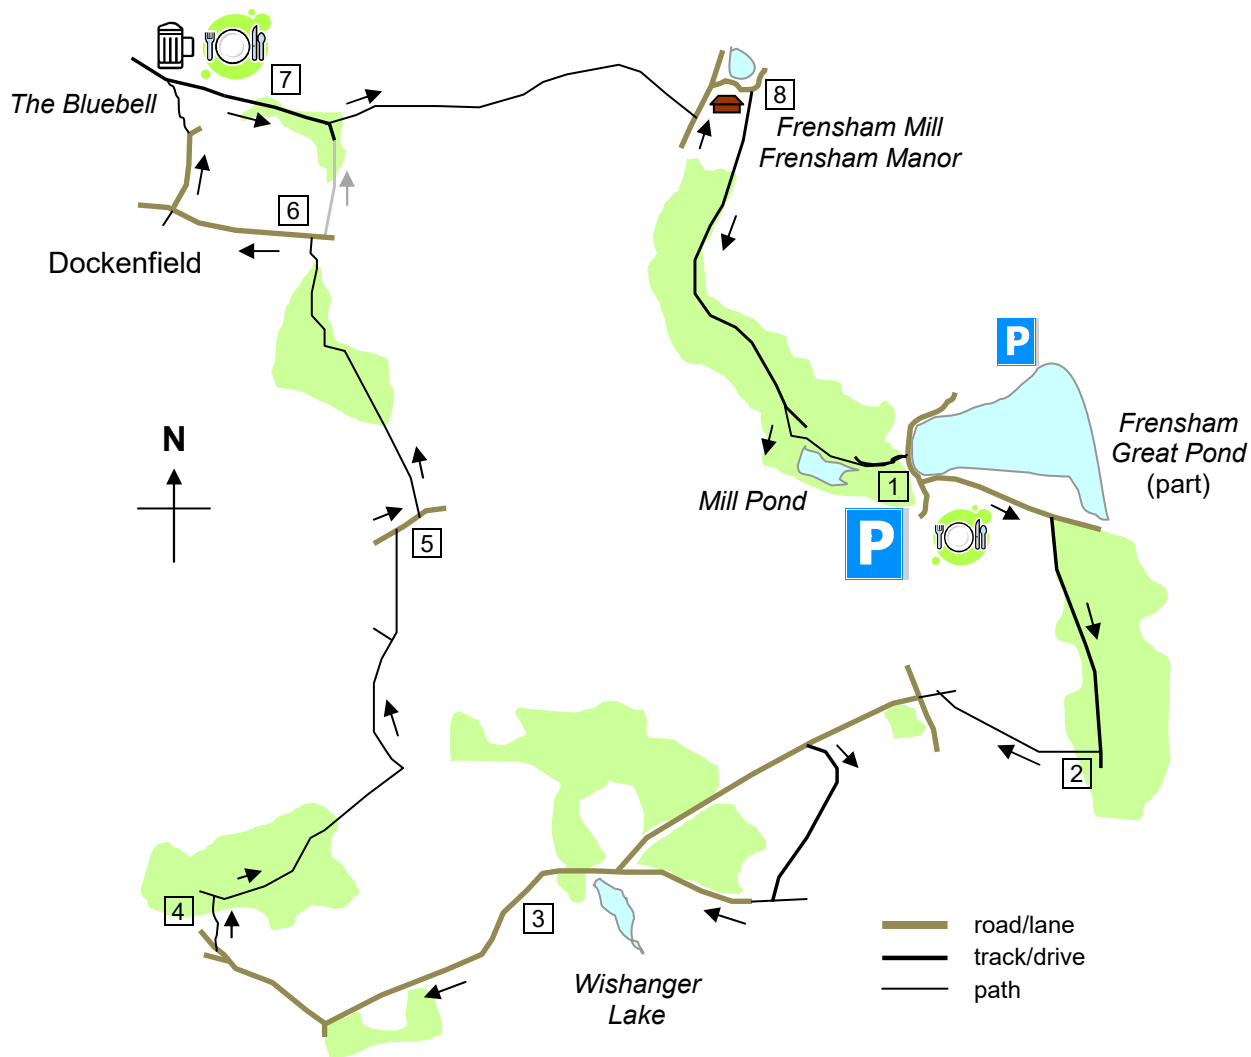 7
The Bluebell
8
Frensham Mill
Frensham Manor
6
Dockenfield
P
Frensham
Great Pond
(part)
N
1
Mill Pond
5
P
2
4
3
Wishanger
Lake
road/lane
track/drive
path